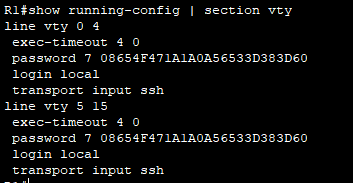 R1#show running-config | section vty
line vty 0 4
exec-timeout 4 0
password 7 08654F471A1A0A56533D383D60
login local
transport input ssh
line vty 5 15
exec-timeout 4 0
password 7 08654F471A1A0A56533D383D60
login local
transport input ssh